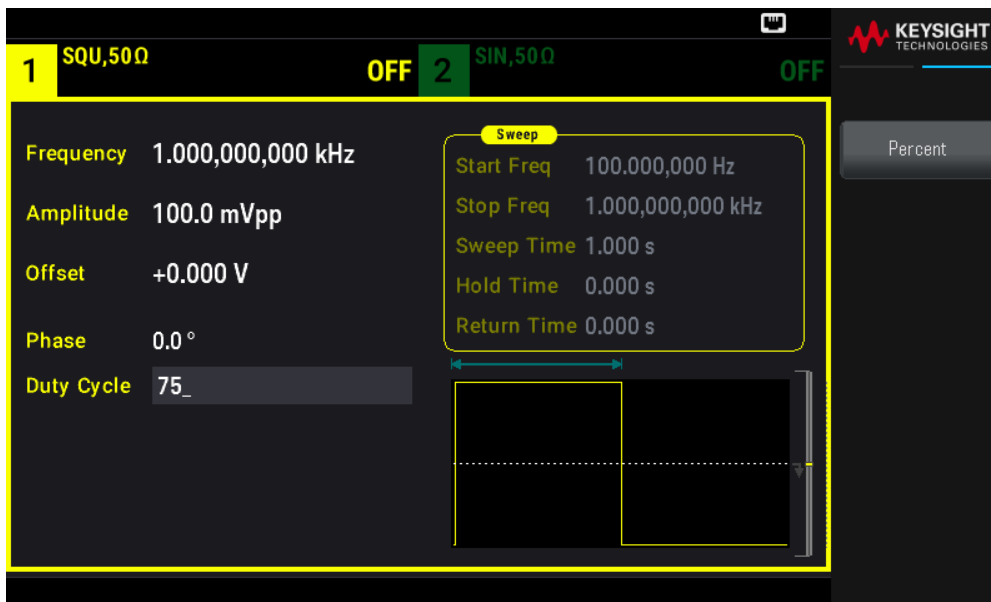 KEYSIGHT
TECHNOLOGIES
1 SQU,50Ω OFF 2 SIN,50Ω OFF
Frequency 1.000,000,000 kHz
Amplitude 100.0 mVpp
Offset +0.000 V
Phase 0.0 °
Duty Cycle 75_
Sweep
Start Freq 100.000,000 Hz
Stop Freq 1.000,000,000 kHz
Sweep Time 1.000 s
Hold Time 0.000 s
Return Time 0.000 s
Percent